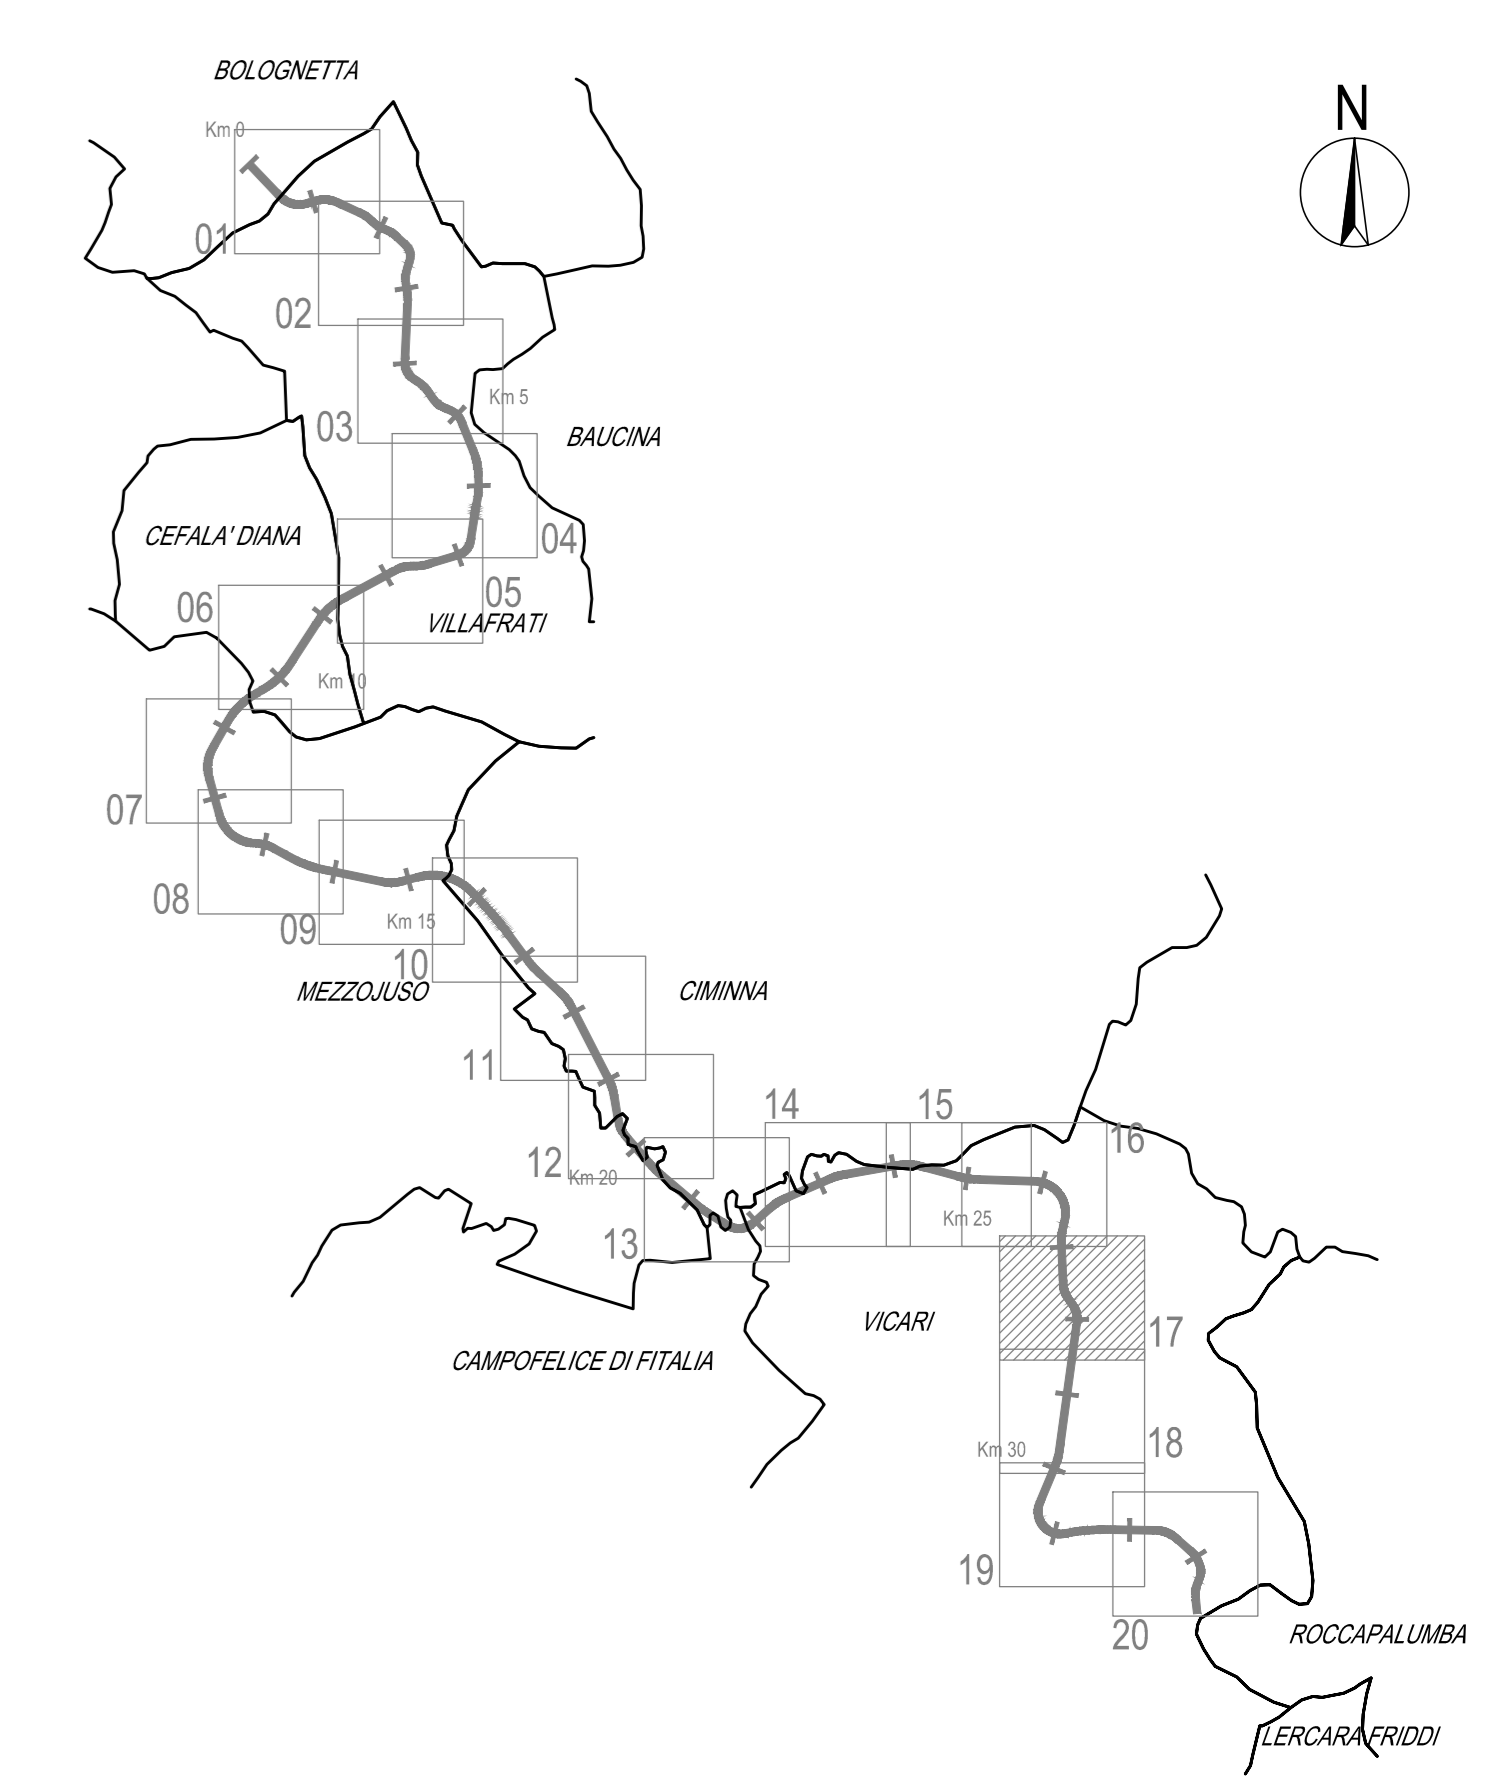 BOLOGNETTA
N
Km 0
01
02
Km 5
03
BAUCINA
CEFALA' DIANA
04
05
06
VILLAFRATI
Km 10
07
08
09
Km 15
10
MEZZOJUSO
CIMINNA
11
14
15
16
12
Km 20
Km 25
13
VICARI
17
CAMPOFELICE DI FITALIA
18
Km 30
19
20
ROCCAPALUMBA
LERCARA FRIDDI